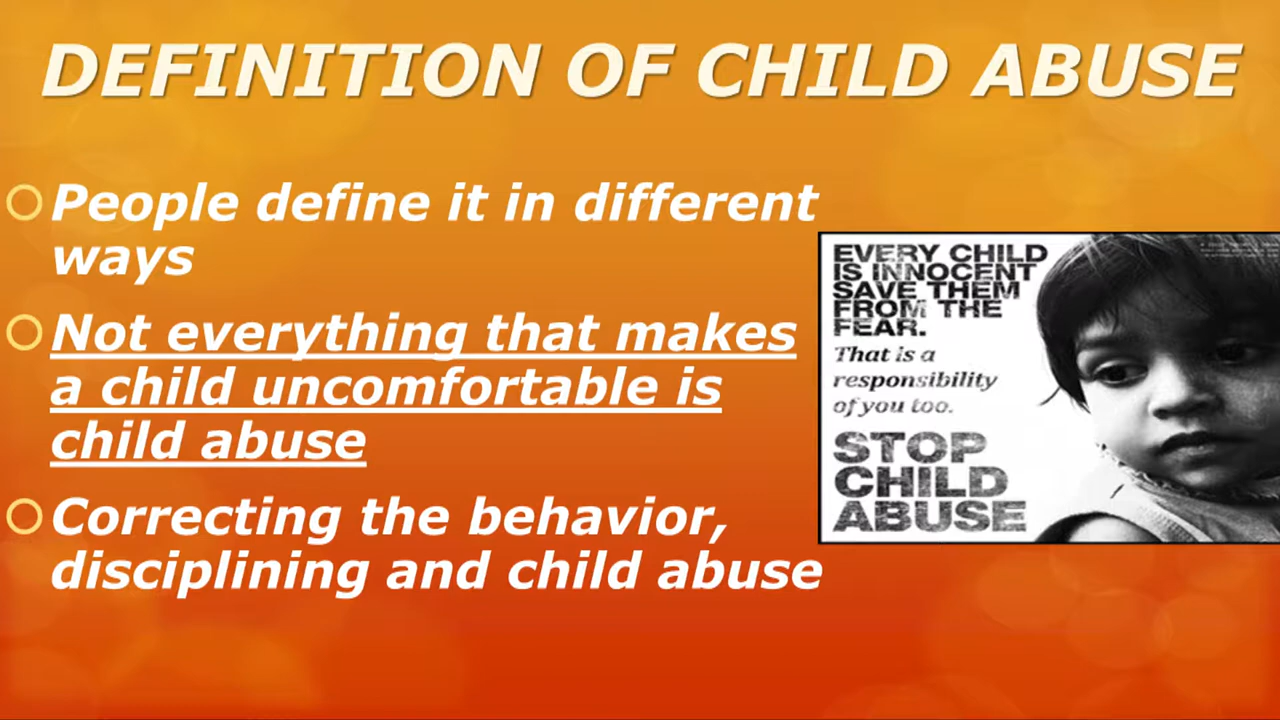 DEFINITION OF CHILD ABUSE
People define it in different
ways
Not everything that makes
a child uncomfortable is
child abuse
Correcting the behavior,
disciplining and child abuse
EVERY CHILD
IS INNOCENT
SAVE THEM
FROM THE
FEAR.
That is a
responsibility
of you too.
STOP
CHILD
ABUSE